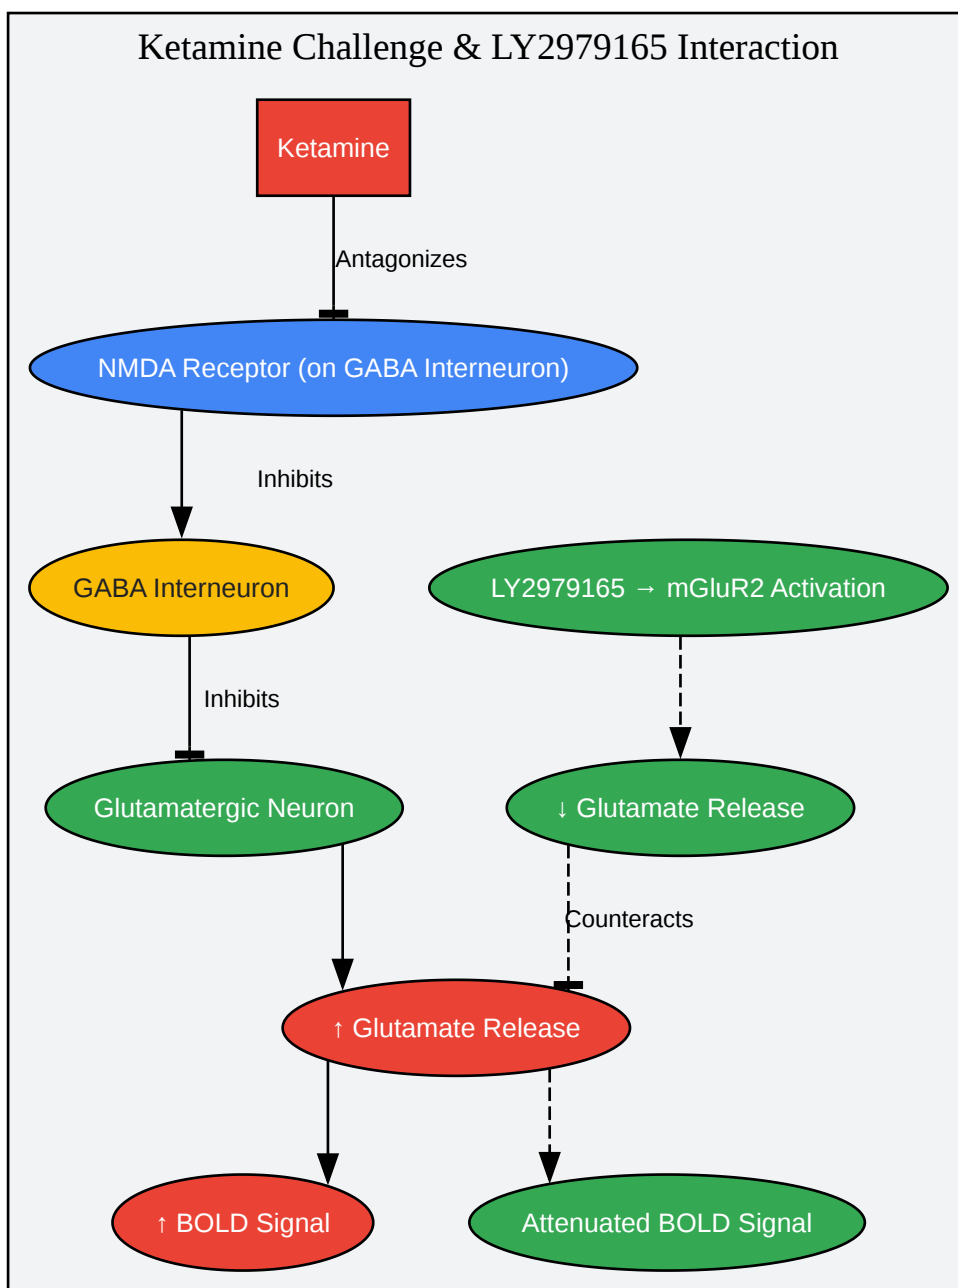 Ketamine Challenge & LY2979165 Interaction
Ketamine
Antagonizes
NMDA Receptor (on GABA Interneuron)
Inhibits
GABA Interneuron
LY2979165 → mGluR2 Activation
Inhibits
Glutamatergic Neuron
↓ Glutamate Release
Counteracts
↑ Glutamate Release
↑ BOLD Signal
Attenuated BOLD Signal